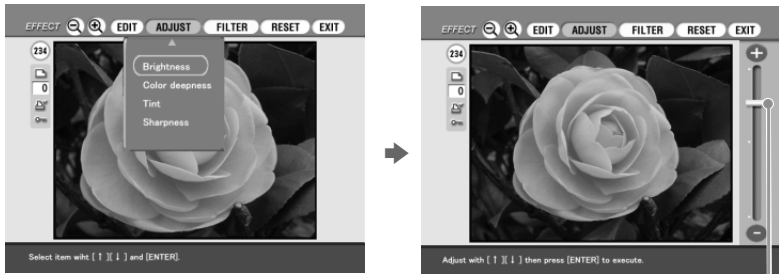 EFFECT EDIT ADJUST FILTER RESET EXIT
234
Brightness
Color deepness
Tint
Sharpness
0
Select item wiht [ ↑ ][ ↓ ] and [ENTER].
EFFECT EDIT ADJUST FILTER RESET EXIT
234
0
Adjust with [ ↑ ][ ↓ ] then press [ENTER] to execute.